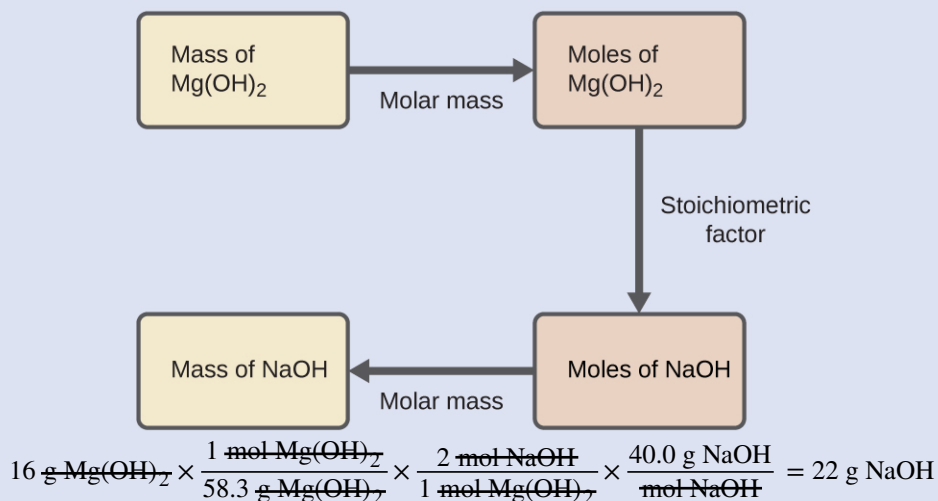 Mass of
Mg(OH)₂
Molar mass
Moles of
Mg(OH)₂
Stoichiometric
factor
Mass of NaOH
Molar mass
Moles of NaOH
16 g Mg(OH)₂ × 1 mol Mg(OH)₂ / 58.3 g Mg(OH)₂ × 2 mol NaOH / 1 mol Mg(OH)₂ × 40.0 g NaOH / mol NaOH = 22 g NaOH